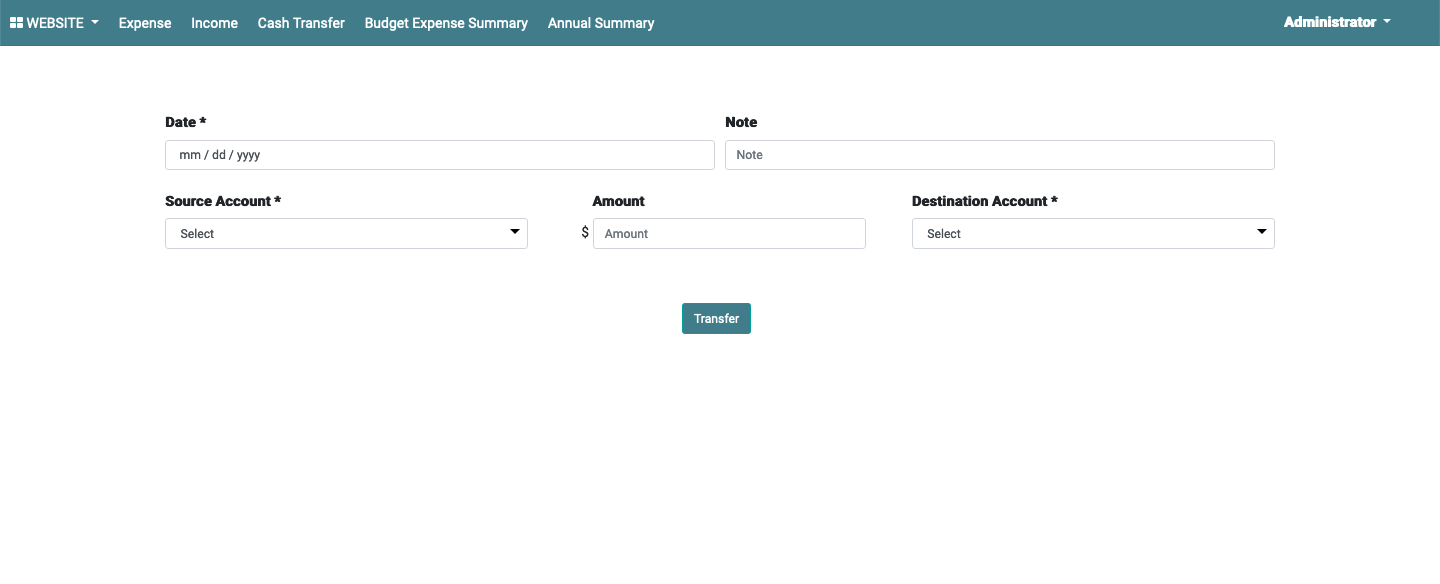 WEBSITE Expense Income Cash Transfer Budget Expense Summary Annual Summary Administrator
Date * Note
mm / dd / yyyy Note
Source Account * Amount Destination Account *
Select $ Amount Select
Transfer